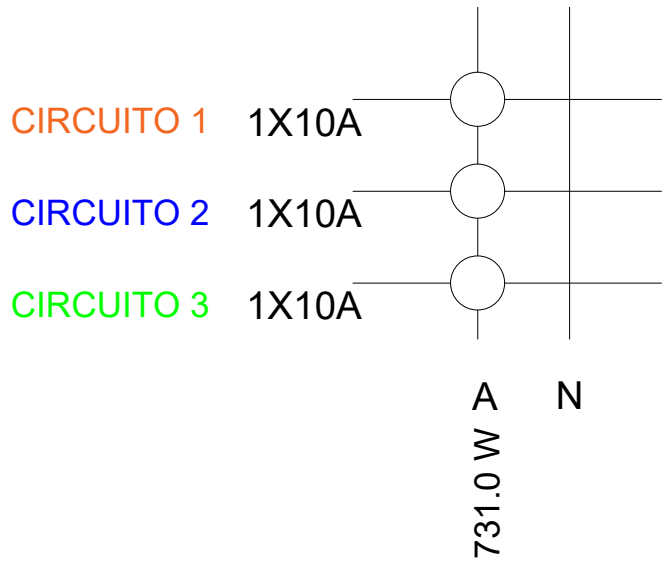 CIRCUITO 1 1X10A
CIRCUITO 2 1X10A
CIRCUITO 3 1X10A
A N
731.0 W